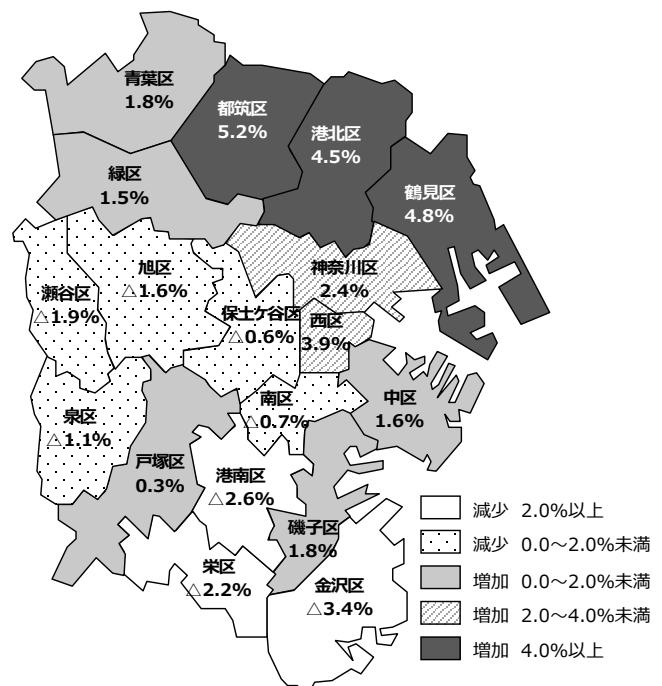 青葉区
1.8%
都筑区
5.2%
港北区
4.5%
緑区
1.5%
鶴見区
4.8%
旭区
△1.6%
神奈川区
2.4%
瀬谷区
△1.9%
保土ケ谷区
△0.6%
西区
3.9%
泉区
△1.1%
南区
△0.7%
中区
1.6%
戸塚区
0.3%
港南区
△2.6%
磯子区
1.8%
栄区
△2.2%
金沢区
△3.4%
減少 2.0%以上
減少 0.0～2.0%未満
増加 0.0～2.0%未満
増加 2.0～4.0%未満
増加 4.0%以上